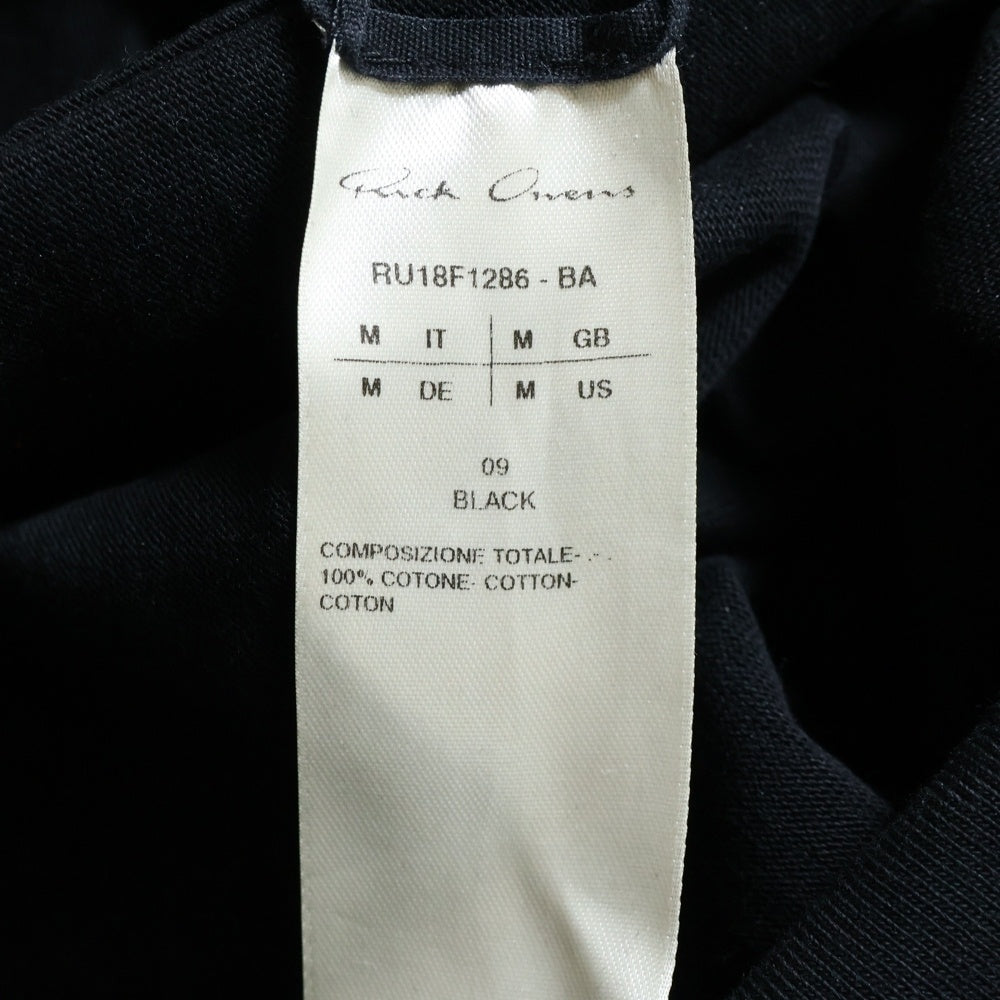 Rick Owens
RU18F1286 - BA
M IT M GB
M DE M US
09
BLACK
COMPOSIZIONE TOTALE-
100% COTONE- COTTON-
COTON